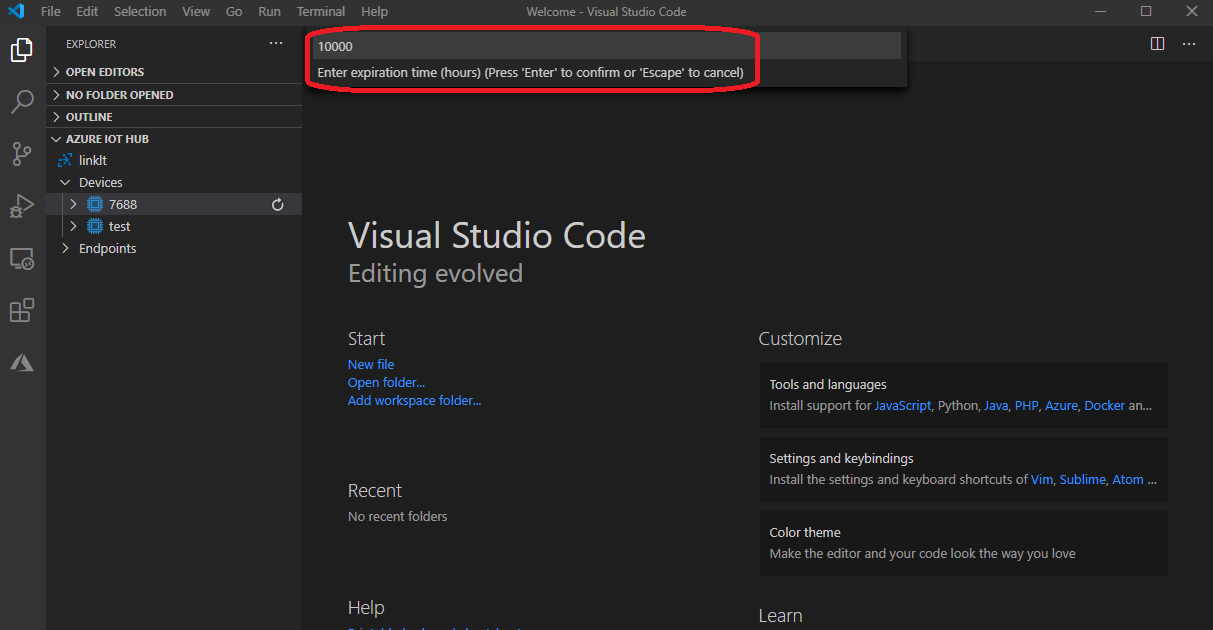 File Edit Selection View Go Run Terminal Help Welcome - Visual Studio Code
EXPLORER
OPEN EDITORS
NO FOLDER OPENED
OUTLINE
AZURE IOT HUB
linkIt
Devices
7688
test
Endpoints
10000
Enter expiration time (hours) (Press 'Enter' to confirm or 'Escape' to cancel)
Visual Studio Code
Editing evolved
Start
New file
Open folder...
Add workspace folder...
Recent
No recent folders
Help
Customize
Tools and languages
Install support for JavaScript, Python, Java, PHP, Azure, Docker an...
Settings and keybindings
Install the settings and keyboard shortcuts of Vim, Sublime, Atom ...
Color theme
Make the editor and your code look the way you love
Learn